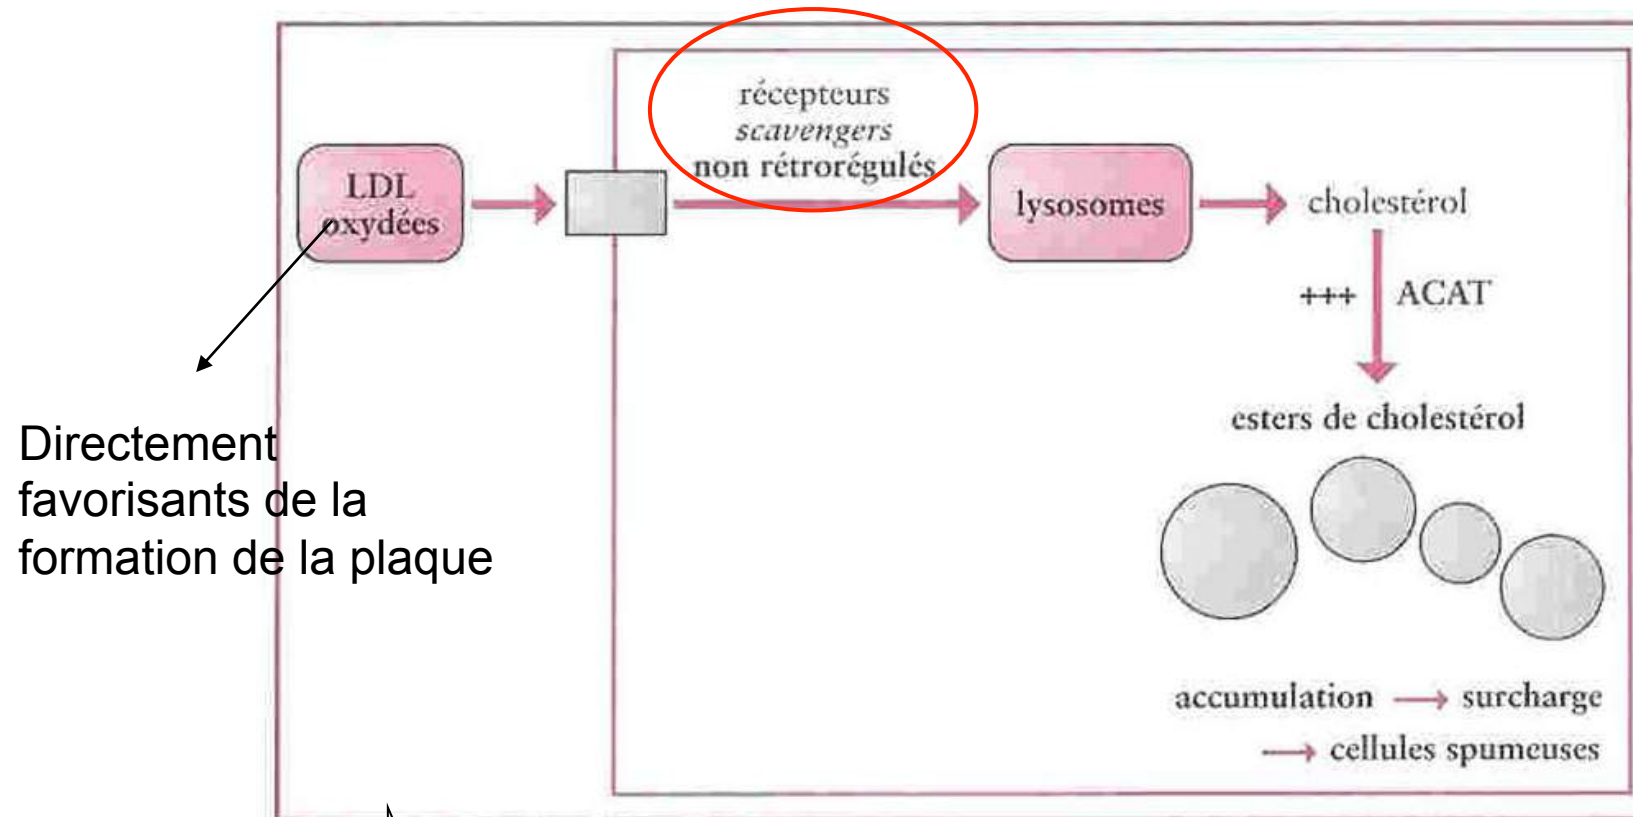 récepteurs
scavengers
non rétrorégulés
LDL
oxydées
lysosomes
cholestérol
+++ ACAT
esters de cholestérol
accumulation → surcharge
→ cellules spumeuses
Directement
favorisants de la
formation de la plaque